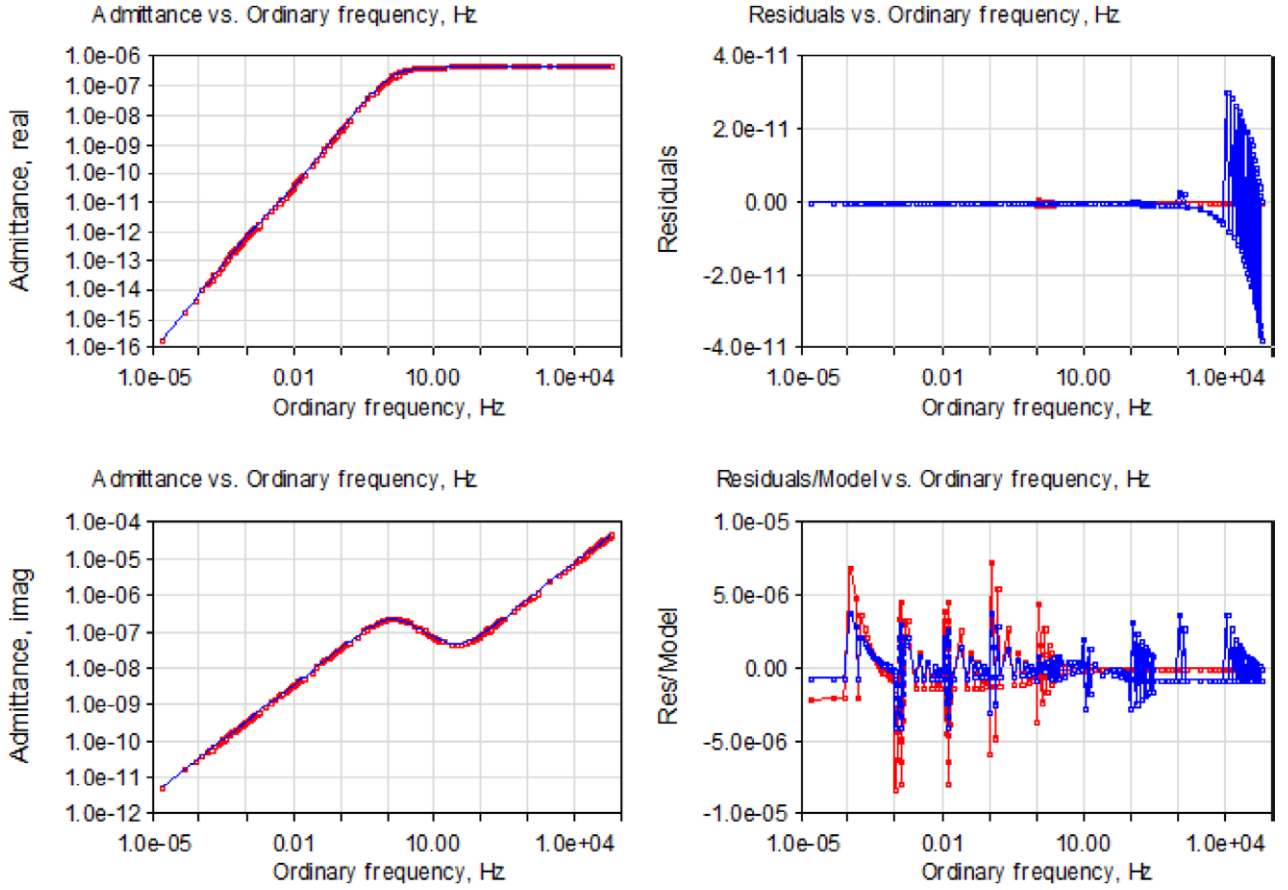 Admittance vs. Ordinary frequency, Hz
Admittance, real
1.0e-06
1.0e-07
1.0e-08
1.0e-09
1.0e-10
1.0e-11
1.0e-12
1.0e-13
1.0e-14
1.0e-15
1.0e-16
1.0e-05 0.01 10.00 1.0e+04
Ordinary frequency, Hz
Residuals vs. Ordinary frequency, Hz
Residuals
4.0e-11
2.0e-11
0.00
-2.0e-11
-4.0e-11
1.0e-05 0.01 10.00 1.0e+04
Ordinary frequency, Hz
Admittance vs. Ordinary frequency, Hz
Admittance, imag
1.0e-04
1.0e-05
1.0e-06
1.0e-07
1.0e-08
1.0e-09
1.0e-10
1.0e-11
1.0e-12
1.0e-05 0.01 10.00 1.0e+04
Ordinary frequency, Hz
Residuals/Model vs. Ordinary frequency, Hz
Res/Model
1.0e-05
5.0e-06
0.00
-5.0e-06
-1.0e-05
1.0e-05 0.01 10.00 1.0e+04
Ordinary frequency, Hz